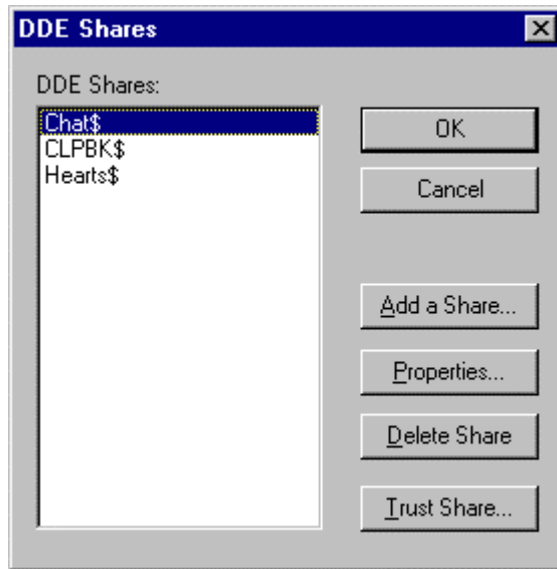 DDE Shares
DDE Shares:
Chat$
CLPBK$
Hearts$
OK
Cancel
Add a Share...
Properties...
Delete Share
Trust Share...